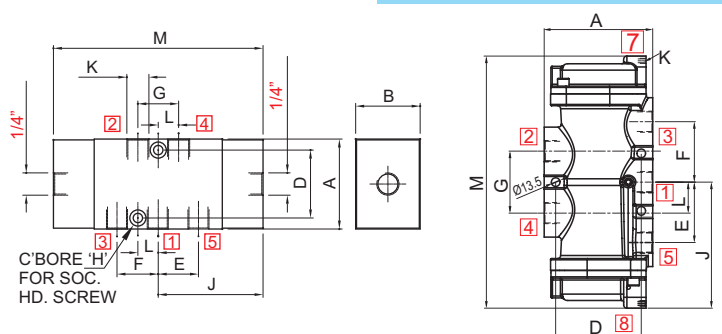 M
K
G
L
1/4"
2
4
1/4"
D
A
3
L
1
5
F
E
C'BORE 'H'
FOR SOC.
HD. SCREW
J
B
A
7
K
2
3
M
G
F
Ø13.5
1
L
4
E
5
J
D
8